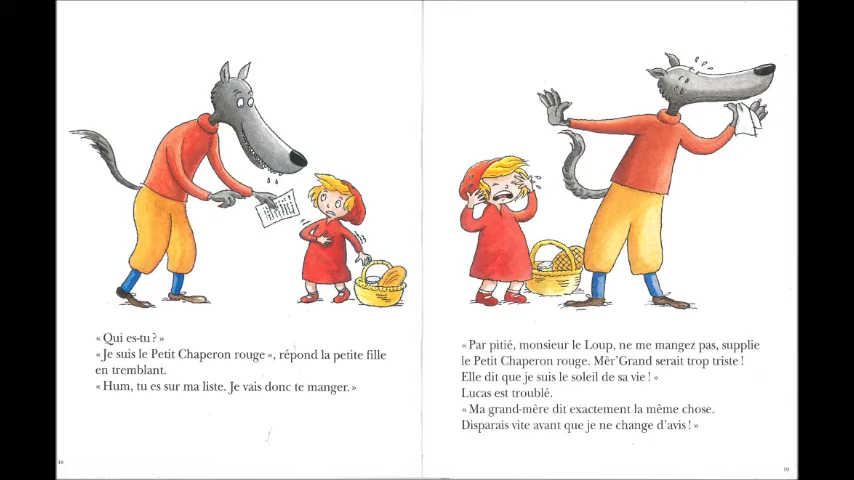 « Qui es-tu ? »
« Je suis le Petit Chaperon rouge », répond la petite fille
en tremblant.
« Hum, tu es sur ma liste. Je vais donc te manger. »
« Par pitié, monsieur le Loup, ne me mangez pas, supplie
le Petit Chaperon rouge. Mèr'Grand serait trop triste !
Elle dit que je suis le soleil de sa vie ! »
Lucas est troublé.
« Ma grand-mère dit exactement la même chose.
Disparais vite avant que je ne change d'avis ! »
19